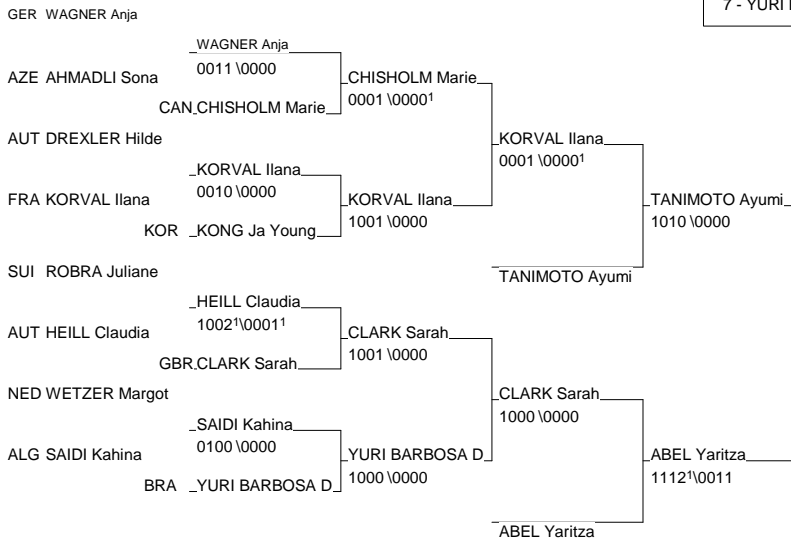 7 - YURI
GER WAGNER Anja
WAGNER Anja
0011 \0000
AZE AHMADLI Sona
CHISHOLM Marie
0001 \0000¹
CAN CHISHOLM Marie
AUT DREXLER Hilde
KORVAL Ilana
0001 \0000¹
KORVAL Ilana
0010 \0000
FRA KORVAL Ilana
KORVAL Ilana
1001 \0000
TANIMOTO Ayumi
1010 \0000
KOR KONG Ja Young
SUI ROBRA Juliane
TANIMOTO Ayumi
HEILL Claudia
1002¹\0001¹
AUT HEILL Claudia
CLARK Sarah
1001 \0000
GBR CLARK Sarah
NED WETZER Margot
CLARK Sarah
1000 \0000
SAIDI Kahina
0100 \0000
ALG SAIDI Kahina
YURI BARBOSA D
1000 \0000
ABEL Yaritza
1112¹\0011
BRA YURI BARBOSA D
ABEL Yaritza